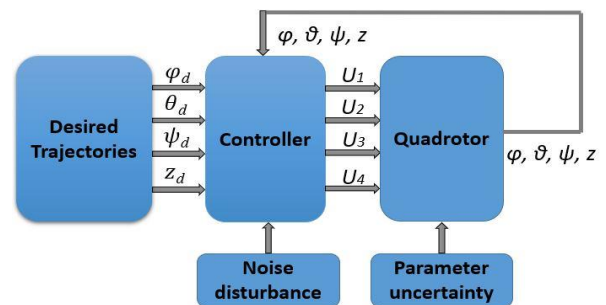 φ, ϑ, ψ, z
Desired
Trajectories
φd
θd
ψd
zd
Controller
U1
U2
U3
U4
Quadrotor
φ, ϑ, ψ, z
Noise
disturbance
Parameter
uncertainty